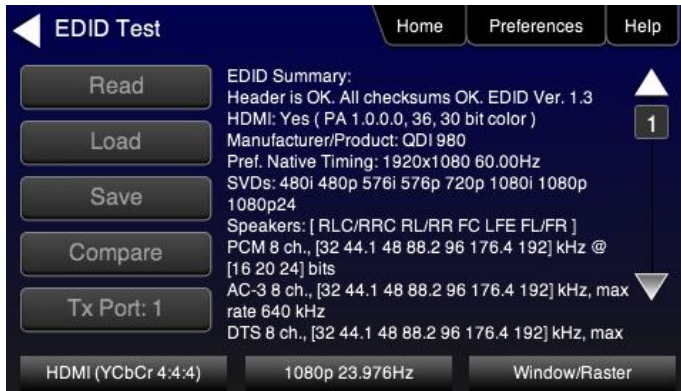 EDID Test
Home
Preferences
Help
Read
Load
Save
Compare
Tx Port: 1
EDID Summary:
Header is OK. All checksums OK. EDID Ver. 1.3
HDMI: Yes ( PA 1.0.0.0, 36, 30 bit color )
Manufacturer/Product: QDI 980
Pref. Native Timing: 1920x1080 60.00Hz
SVDs: 480i 480p 576i 576p 720p 1080i 1080p
1080p24
Speakers: [ RLC/RRC RL/RR FC LFE FL/FR ]
PCM 8 ch., [32 44.1 48 88.2 96 176.4 192] kHz @
[16 20 24] bits
AC-3 8 ch., [32 44.1 48 88.2 96 176.4 192] kHz, max
rate 640 kHz
DTS 8 ch., [32 44.1 48 88.2 96 176.4 192] kHz, max
1
HDMI (YCbCr 4:4:4)
1080p 23.976Hz
Window/Raster